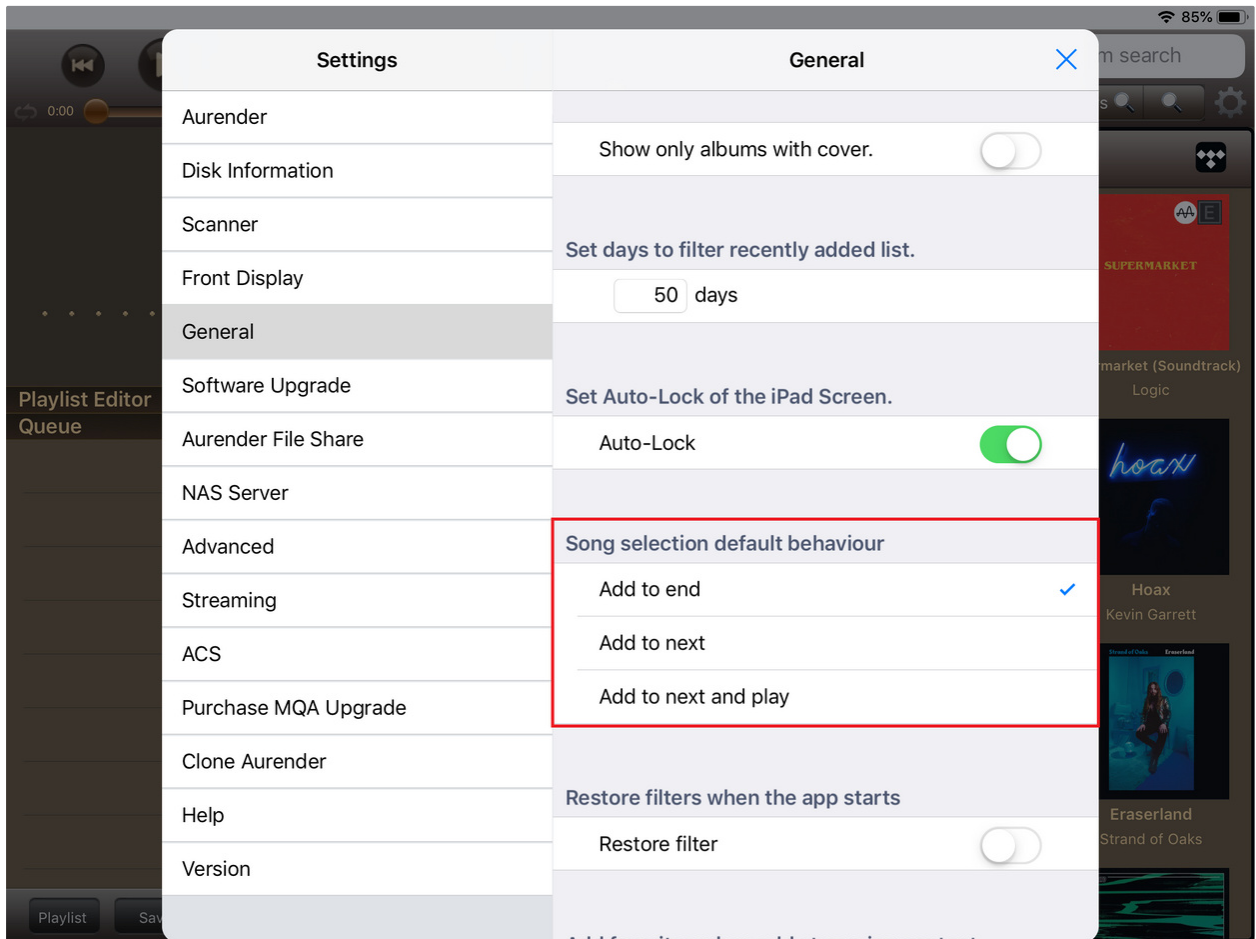 85%
Settings
General
m search
0:00
s
Aurender
Disk Information
Scanner
Front Display
General
Software Upgrade
Aurender File Share
NAS Server
Advanced
Streaming
ACS
Purchase MQA Upgrade
Clone Aurender
Help
Version
Show only albums with cover.
Set days to filter recently added list.
50 days
Set Auto-Lock of the iPad Screen.
Auto-Lock
Song selection default behaviour
Add to end
Add to next
Add to next and play
Restore filters when the app starts
Restore filter
Playlist Editor
Queue
Playlist
Sav
E
SUPERMARKET
market (Soundtrack)
Logic
hoax
Hoax
Kevin Garrett
Strand of Oaks Eraserland
Eraserland
Strand of Oaks